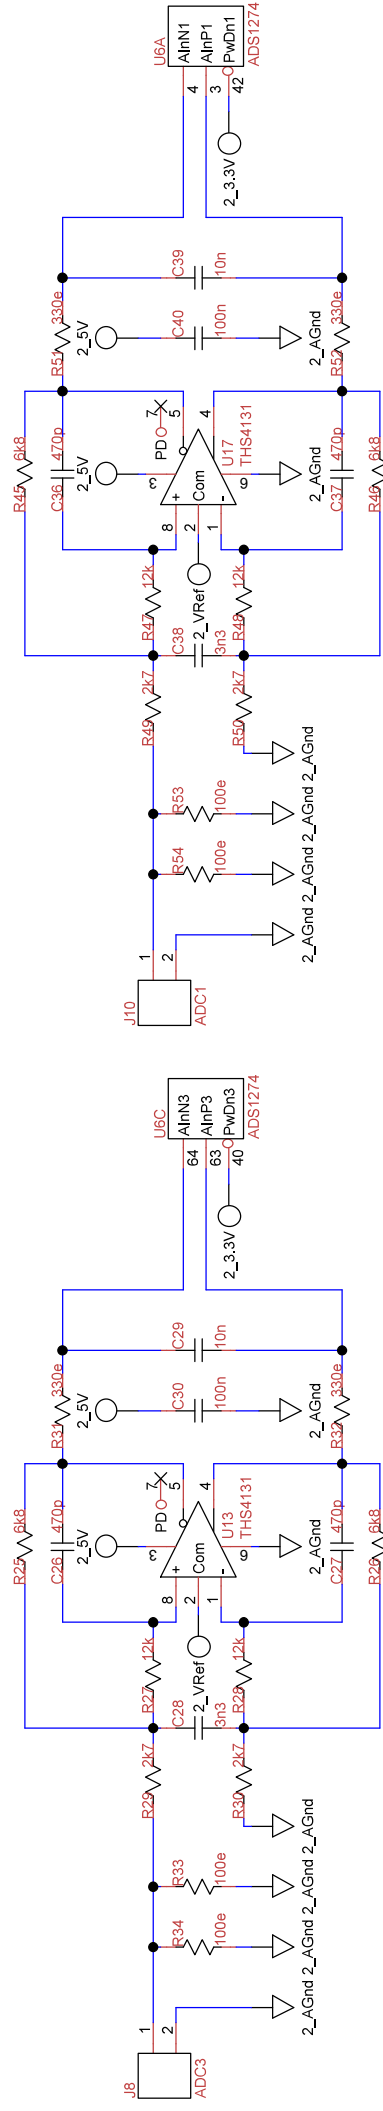 J8
1
2
ADC3
2_AGnd
R34
100e
2_AGnd
R33
100e
2_AGnd
R29 2k7
R30 2k7
2_AGnd
R25 6k8
C28
3n3
R27 12k
R28 12k
C26 470p
2_5V
2_VRef
8
+
2
Com
1
-
3
6
2_AGnd
PD
7
5
4
U13
THS4131
C27 470p
R26 6k8
R31 330e
2_5V
C30
100n
2_AGnd
R32 330e
C29
10n
U6C
64
AInN3
63
AInP3
40
PwDn3
ADS1274
2_3.3V
J10
1
2
ADC1
2_AGnd
R54
100e
2_AGnd
R53
100e
2_AGnd
R49 2k7
R50 2k7
2_AGnd
R45 6k8
C38
3n3
R47 12k
R48 12k
C36 470p
2_5V
2_VRef
8
+
2
Com
1
-
3
6
2_AGnd
PD
7
5
4
U17
THS4131
C37 470p
R46 6k8
R51 330e
2_5V
C40
100n
2_AGnd
R52 330e
C39
10n
U6A
4
AInN1
3
AInP1
42
PwDn1
ADS1274
2_3.3V